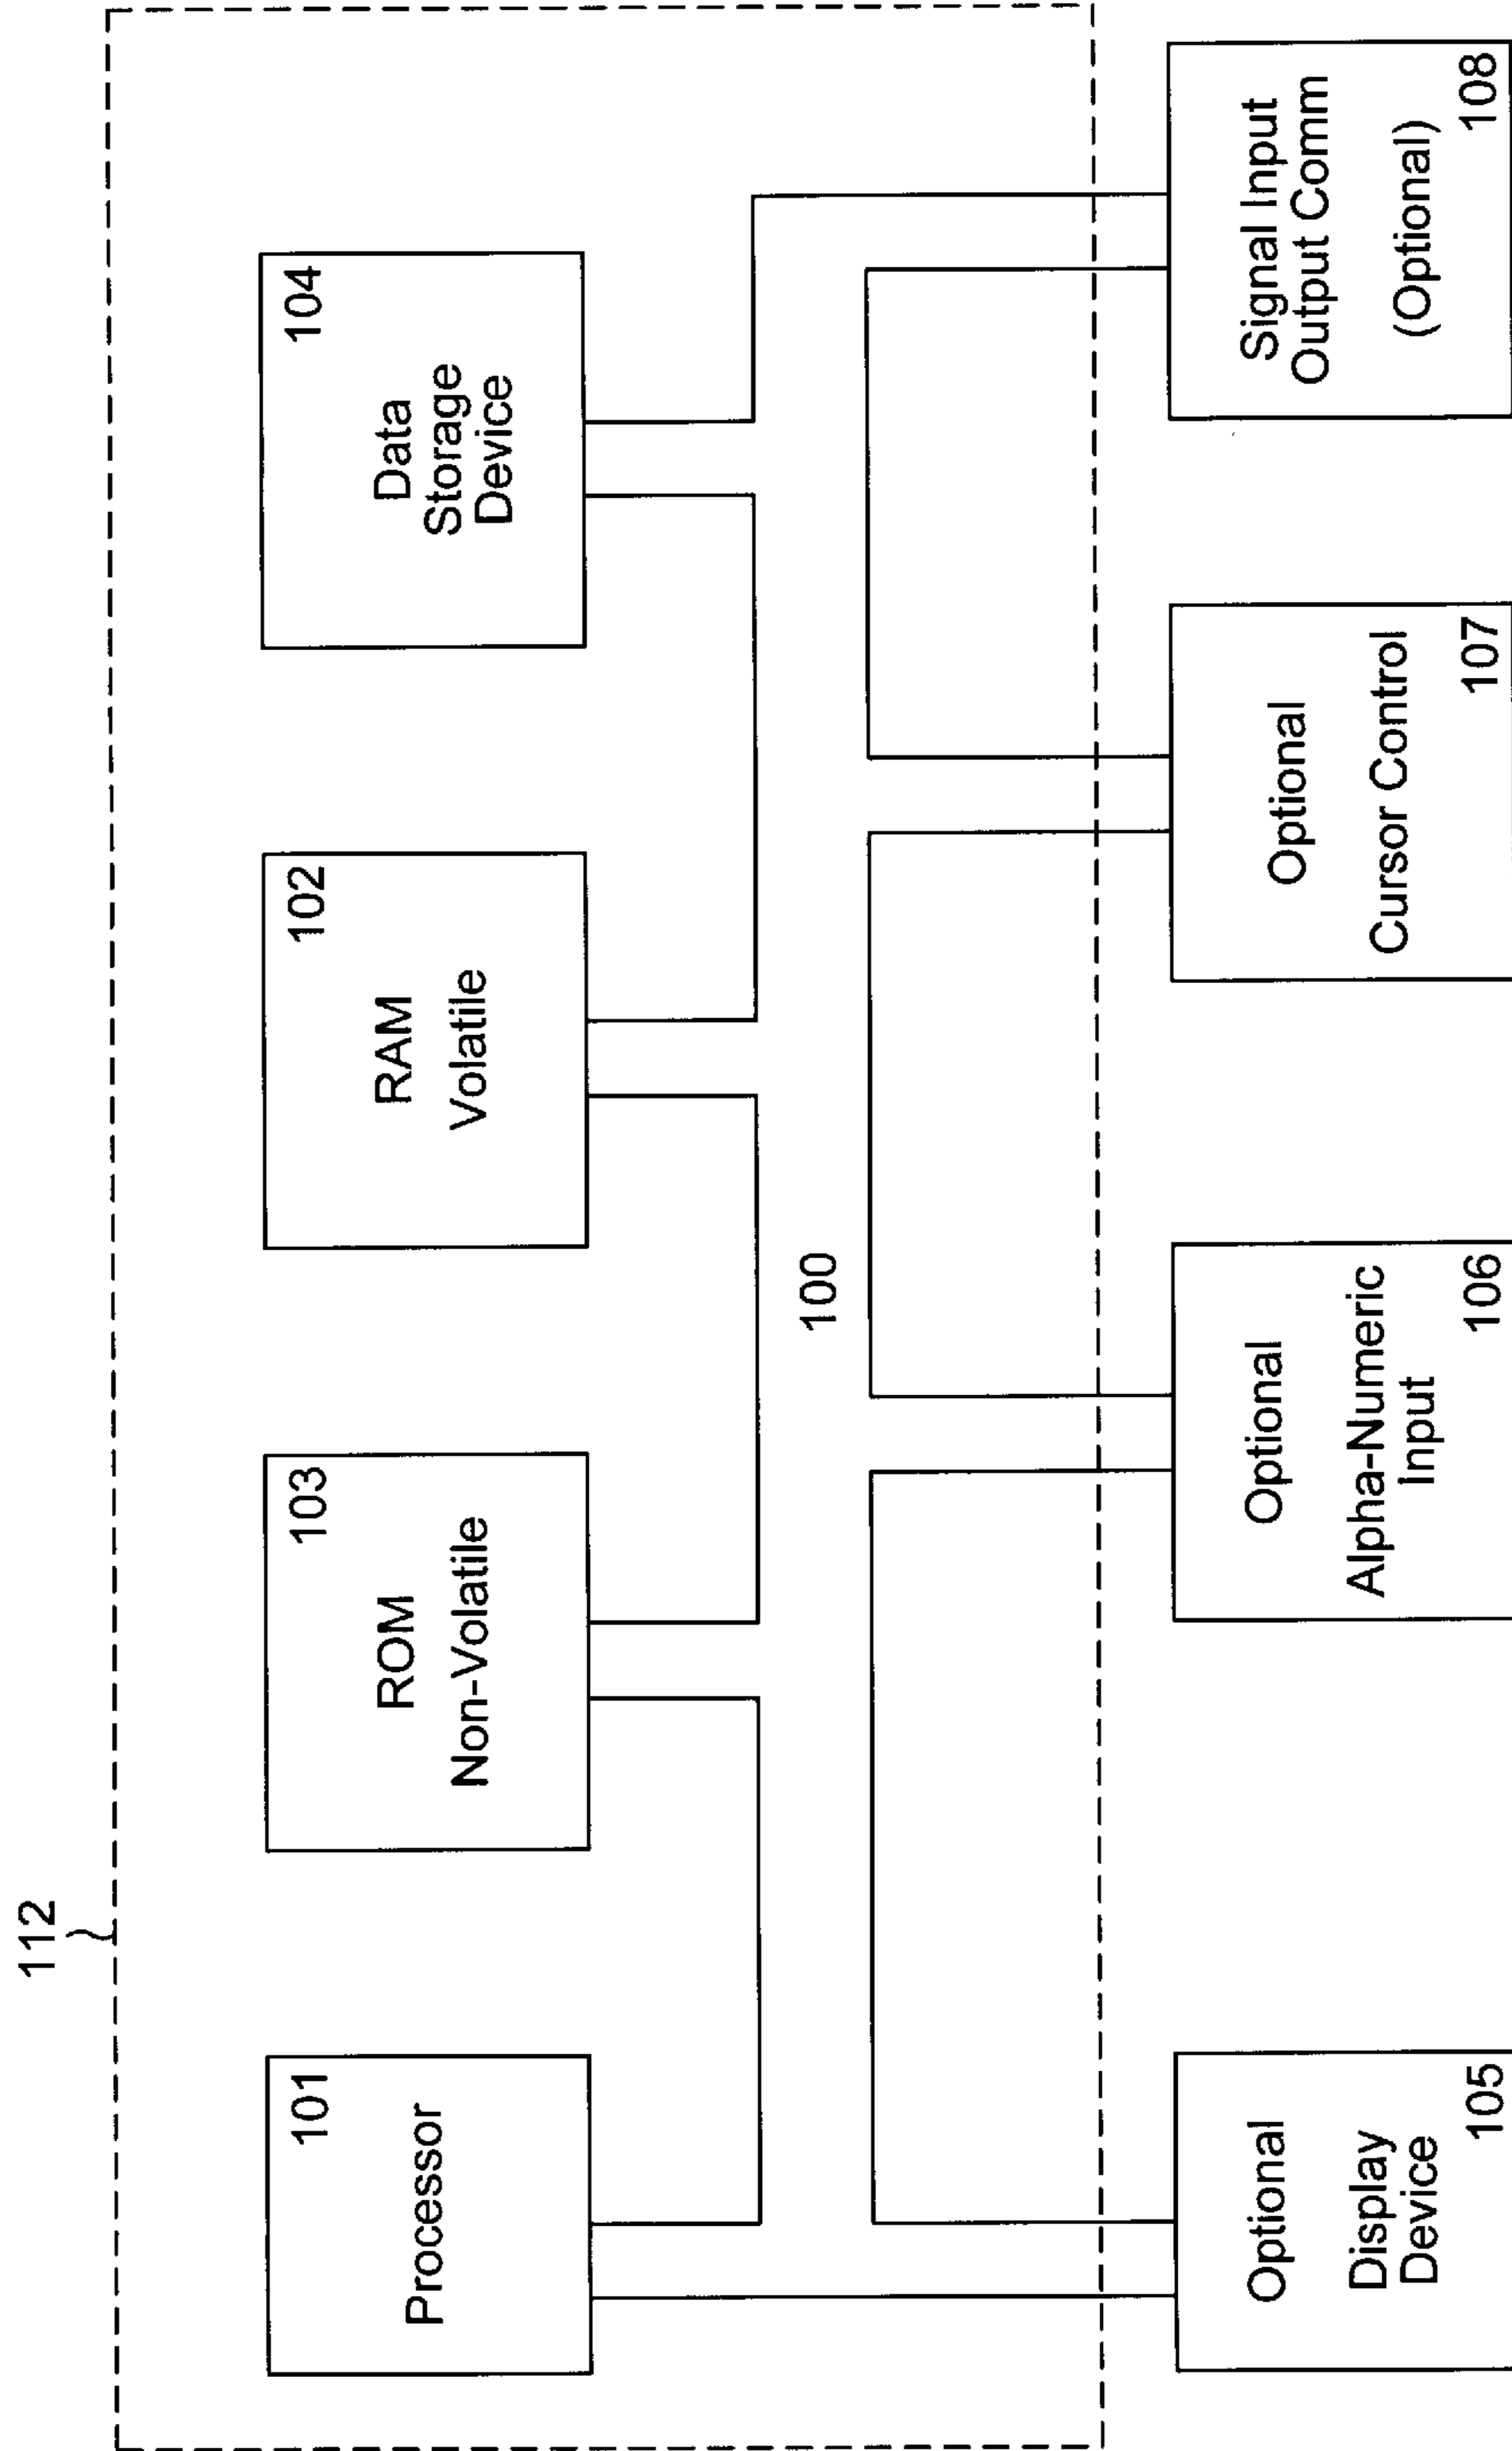 112
101
Processor
103
ROM
Non-Volatile
102
RAM
Volatile
104
Data
Storage
Device
100
Optional
Display
Device
105
Optional
Alpha-Numeric
Input
106
Optional
Cursor Control
107
Signal Input
Output Comm
(Optional)
108